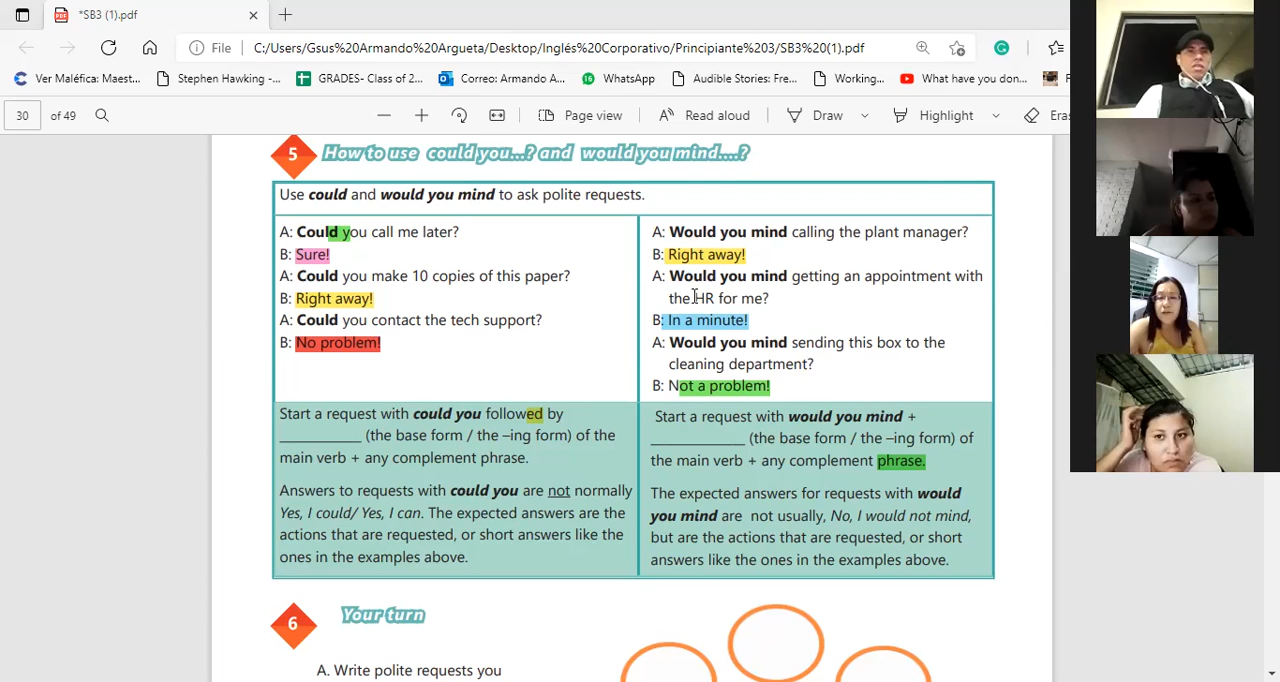 *SB3 (1).pdf
File C:/Users/Gsus%20Armando%20Argueta/Desktop/Inglés%20Corporativo/Principiante%203/SB3%20(1).pdf
Ver Maléfica: Maest... Stephen Hawking -... GRADES- Class of 2... Correo: Armando A... WhatsApp Audible Stories: Fre... Working... What have you don...
30 of 49 Page view Read aloud Draw Highlight Eras
5 How to use could you...? and would you mind....?
Use could and would you mind to ask polite requests.
A: Could you call me later?
B: Sure!
A: Could you make 10 copies of this paper?
B: Right away!
A: Could you contact the tech support?
B: No problem!
A: Would you mind calling the plant manager?
B: Right away!
A: Would you mind getting an appointment with
the HR for me?
B: In a minute!
A: Would you mind sending this box to the
cleaning department?
B: Not a problem!
Start a request with could you followed by
___________ (the base form / the –ing form) of the
main verb + any complement phrase.
Answers to requests with could you are not normally
Yes, I could/ Yes, I can. The expected answers are the
actions that are requested, or short answers like the
ones in the examples above.
Start a request with would you mind +
_____________ (the base form / the –ing form) of
the main verb + any complement phrase.
The expected answers for requests with would
you mind are not usually, No, I would not mind,
but are the actions that are requested, or short
answers like the ones in the examples above.
6 Your turn
A. Write polite requests you